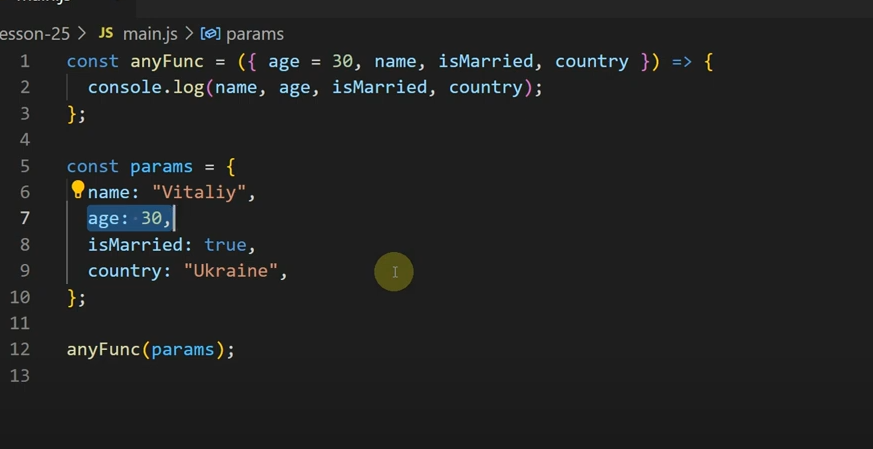 esson-25 > JS main.js > params
1 const anyFunc = ({ age = 30, name, isMarried, country }) => {
2 console.log(name, age, isMarried, country);
3 };
4
5 const params = {
6 name: "Vitaliy",
7 age: 30,
8 isMarried: true,
9 country: "Ukraine",
10 };
11
12 anyFunc(params);
13